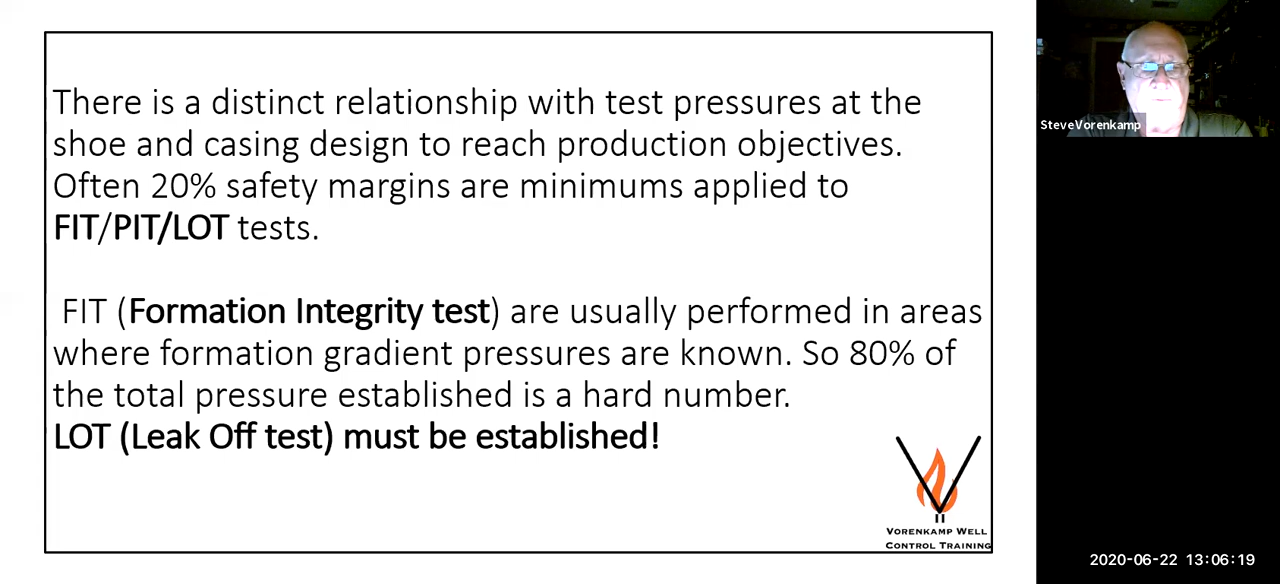 There is a distinct relationship with test pressures at the
shoe and casing design to reach production objectives.
Often 20% safety margins are minimums applied to
FIT/PIT/LOT tests.
FIT (Formation Integrity test) are usually performed in areas
where formation gradient pressures are known. So 80% of
the total pressure established is a hard number.
LOT (Leak Off test) must be established!
VORENKAMP WELL
CONTROL TRAINING
SteveVorenkamp
2020-06-22 13:06:19